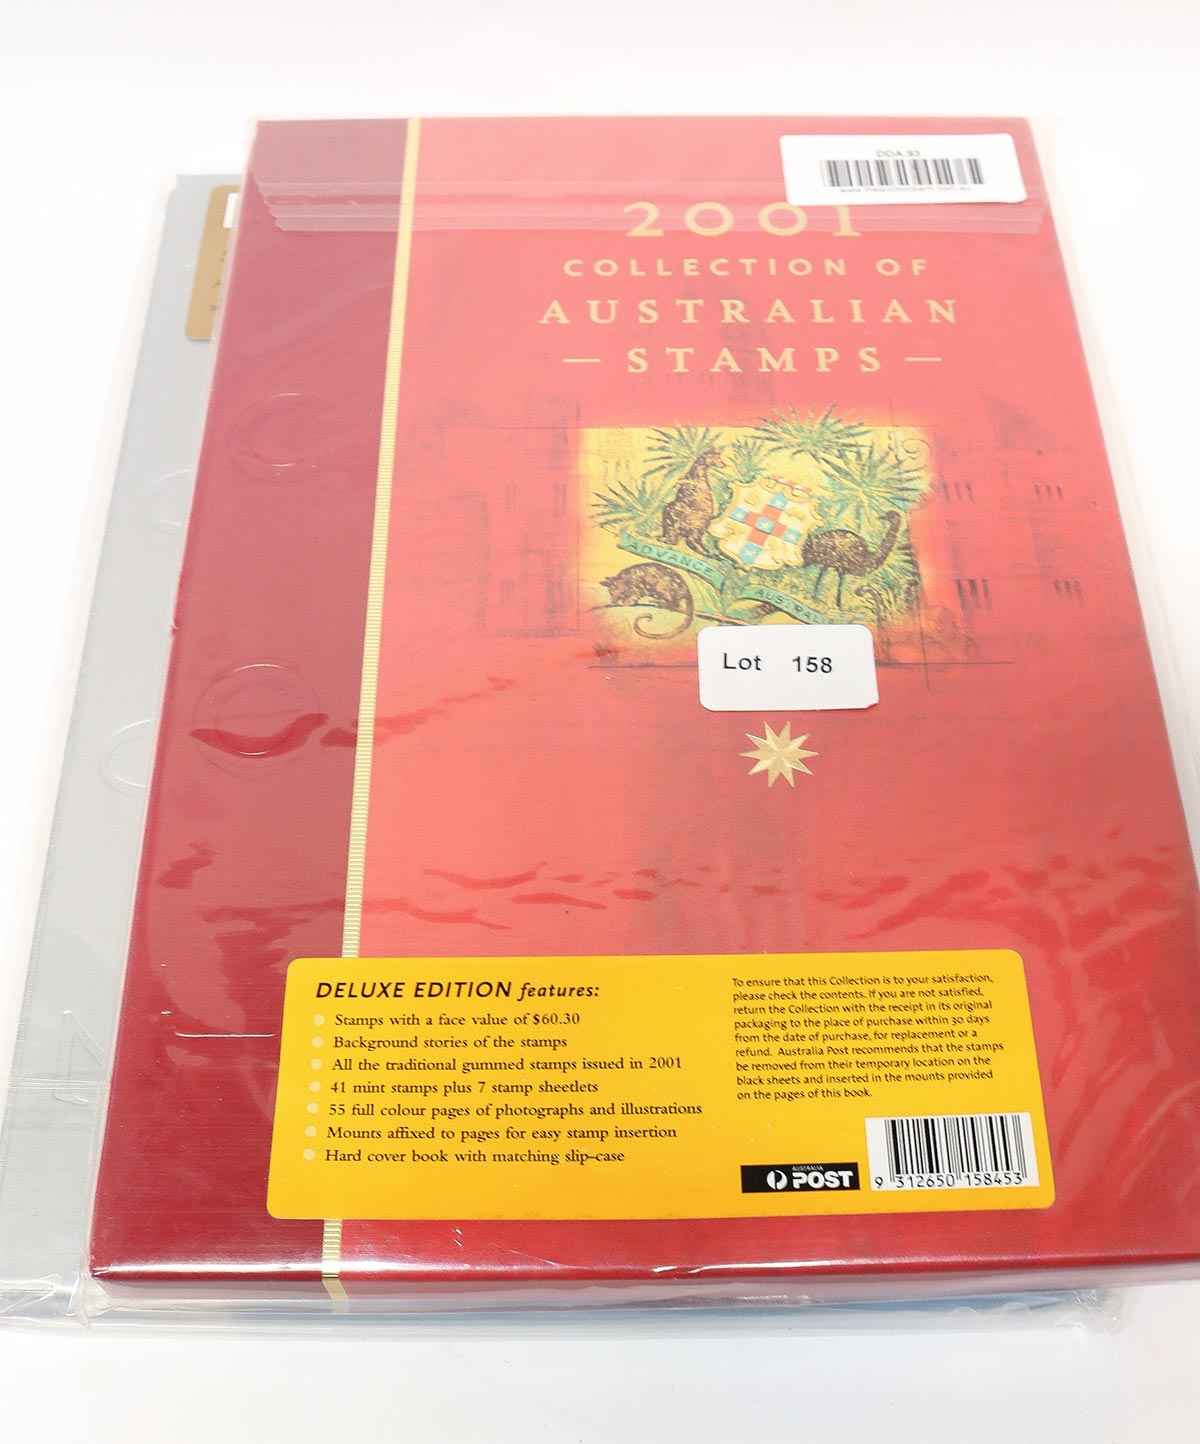 DDA.93
2001
COLLECTION OF
AUSTRALIAN
— STAMPS —
ADVANCE
AUSTRALIA
Lot 158
DELUXE EDITION features:
Stamps with a face value of $60.30
Background stories of the stamps
All the traditional gummed stamps issued in 2001
41 mint stamps plus 7 stamp sheetlets
55 full colour pages of photographs and illustrations
Mounts affixed to pages for easy stamp insertion
Hard cover book with matching slip-case
To ensure that this Collection is to your satisfaction,
please check the contents. If you are not satisfied,
return the Collection with the receipt in its original
packaging to the place of purchase within 30 days
from the date of purchase, for replacement or a
refund. Australia Post recommends that the stamps
be removed from their temporary location on the
black sheets and inserted in the mounts provided
on the pages of this book.
AUSTRALIA
POST
9 312650 158453